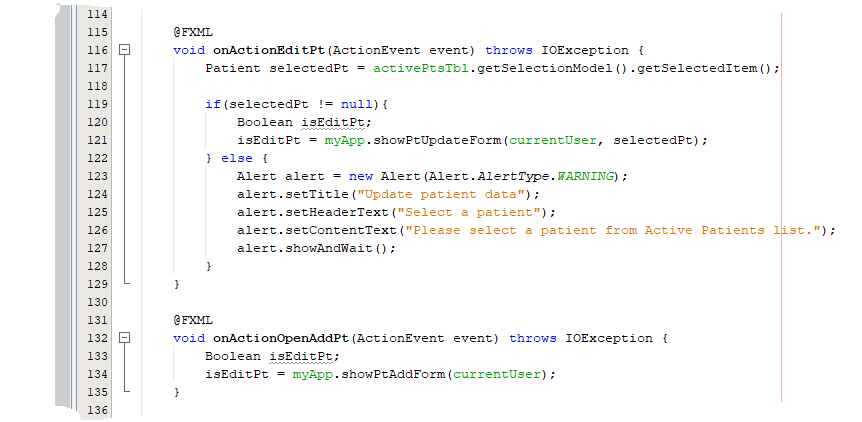 114
115 @FXML
116 void onActionEditPt(ActionEvent event) throws IOException {
117 Patient selectedPt = activePtsTbl.getSelectionModel().getSelectedItem();
118
119 if(selectedPt != null){
120 Boolean isEditPt;
121 isEditPt = myApp.showPtUpdateForm(currentUser, selectedPt);
122 } else {
123 Alert alert = new Alert(Alert.AlertType.WARNING);
124 alert.setTitle("Update patient data");
125 alert.setHeaderText("Select a patient");
126 alert.setContentText("Please select a patient from Active Patients list.");
127 alert.showAndWait();
128 }
129 }
130
131 @FXML
132 void onActionOpenAddPt(ActionEvent event) throws IOException {
133 Boolean isEditPt;
134 isEditPt = myApp.showPtAddForm(currentUser);
135 }
136